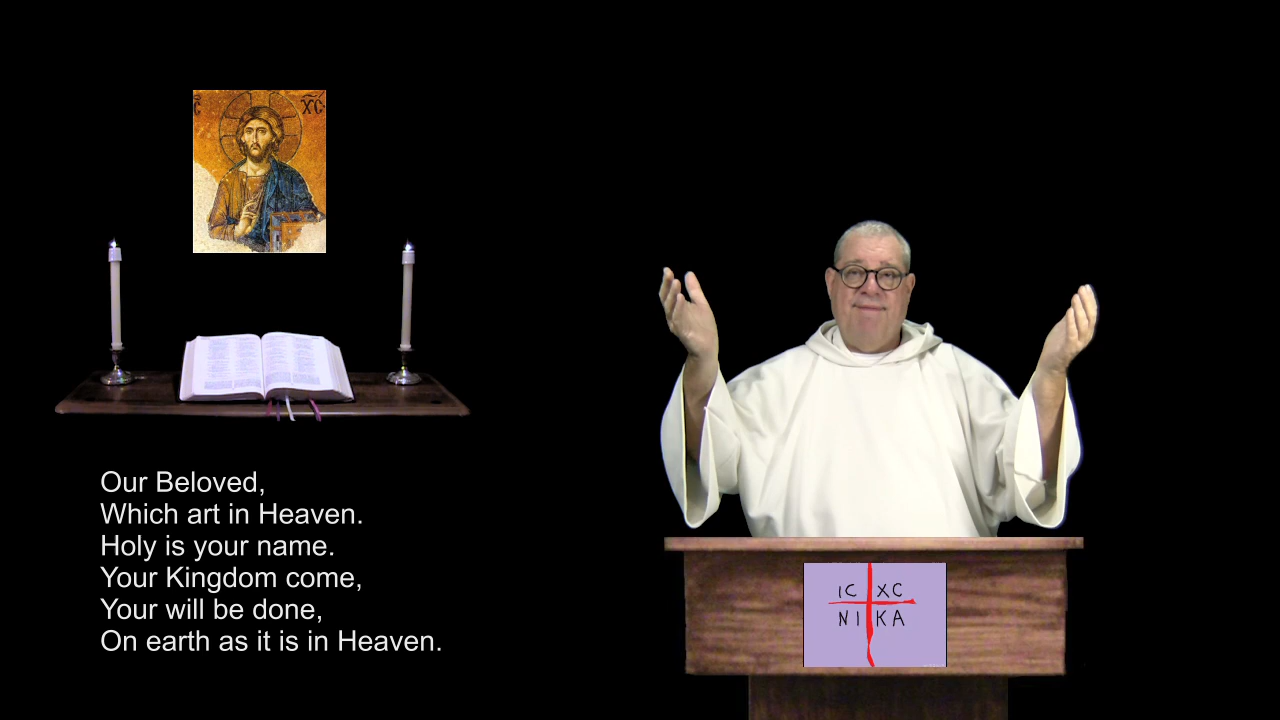 C XC
Our Beloved,
Which art in Heaven.
Holy is your name.
Your Kingdom come,
Your will be done,
On earth as it is in Heaven.
IC XC
NI KA